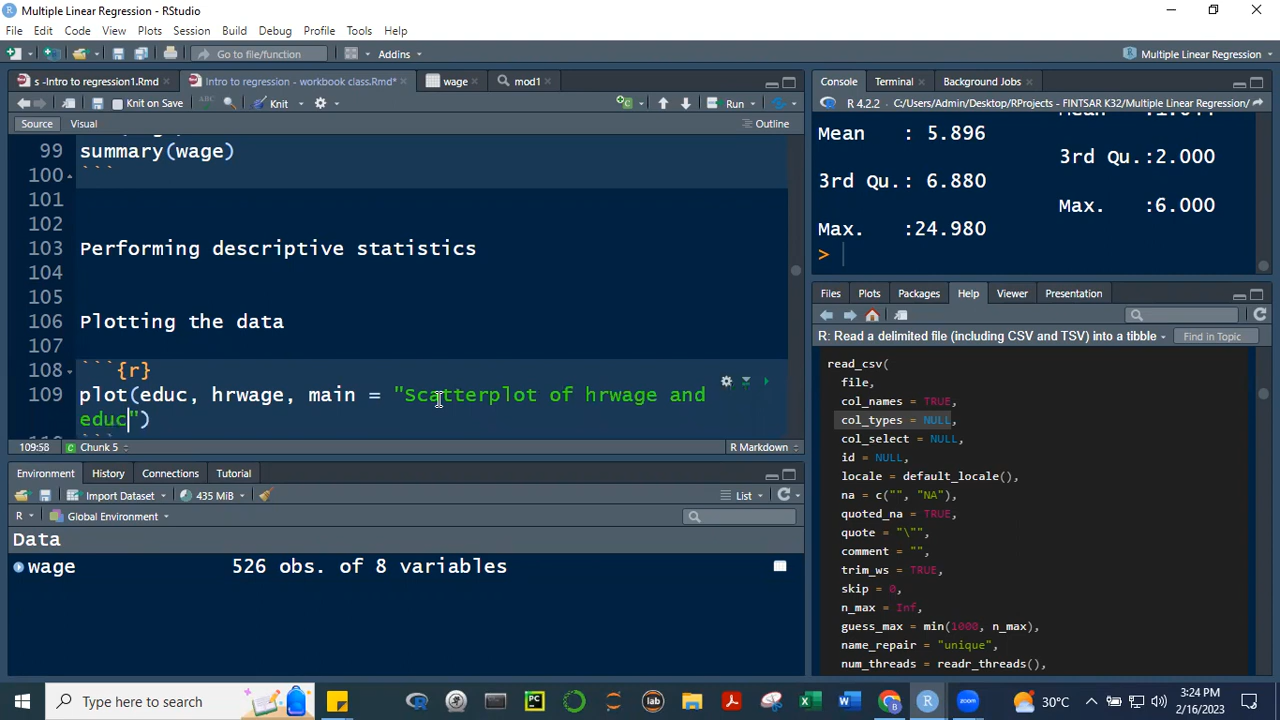 Multiple Linear Regression - RStudio
File Edit Code View Plots Session Build Debug Profile Tools Help
Go to file/function Addins Multiple Linear Regression
s -Intro to regression1.Rmd Intro to regression - workbook class.Rmd* wage mod1
Knit on Save ABC Knit Run
Source Visual Outline
99 summary(wage)
100 ```
101
102
103 Performing descriptive statistics
104
105
106 Plotting the data
107
108 ```{r}
109 plot(educ, hrwage, main = "Scatterplot of hrwage and
educ")
109:58 Chunk 5 R Markdown
Environment History Connections Tutorial
Import Dataset 435 MiB List
R Global Environment
Data
wage 526 obs. of 8 variables
Console Terminal Background Jobs
R 4.2.2 · C:/Users/Admin/Desktop/RProjects - FINTSAR K32/Multiple Linear Regression/
Mean : 5.896
3rd Qu.:2.000
3rd Qu.: 6.880
Max. :6.000
Max. :24.980
>
Files Plots Packages Help Viewer Presentation
R: Read a delimited file (including CSV and TSV) into a tibble Find in Topic
read_csv(
file,
col_names = TRUE,
col_types = NULL,
col_select = NULL,
id = NULL,
locale = default_locale(),
na = c("", "NA"),
quoted_na = TRUE,
quote = "\"",
comment = "",
trim_ws = TRUE,
skip = 0,
n_max = Inf,
guess_max = min(1000, n_max),
name_repair = "unique",
num_threads = readr_threads(),
Type here to search
PC
lab
zoom
30°C
3:24 PM
2/16/2023